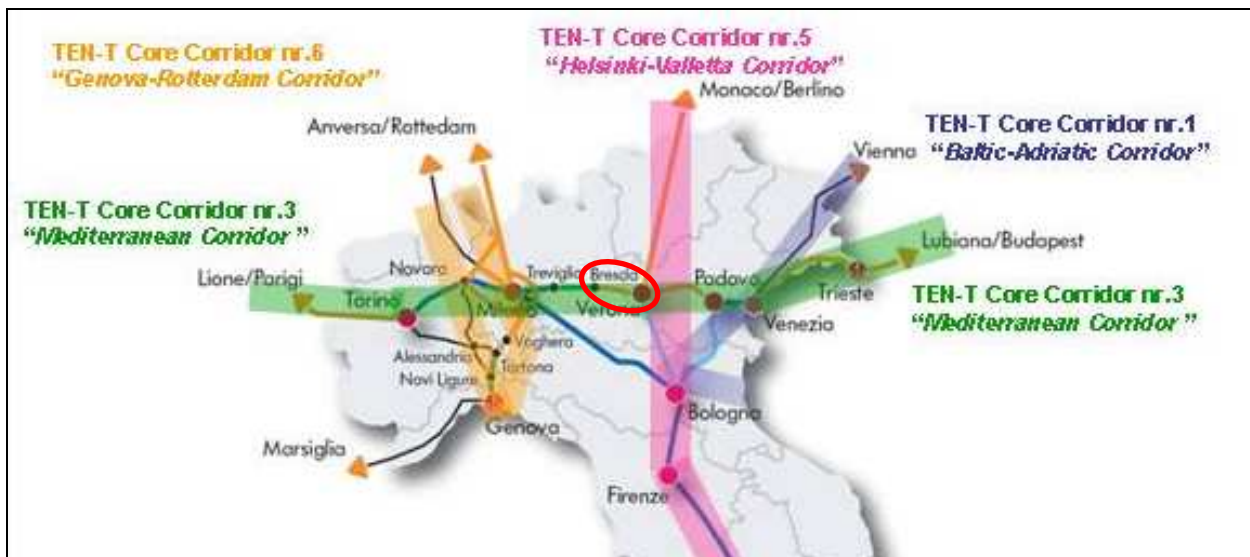 TEN-T Core Corridor nr.6
“Genova-Rotterdam Corridor”
TEN-T Core Corridor nr.5
“Helsinki-Valletta Corridor”
Monaco/Berlino
Anversa/Rottedam
TEN-T Core Corridor nr.1
“Baltic-Adriatic Corridor”
Vienna
TEN-T Core Corridor nr.3
“Mediterranean Corridor ”
Lione/Parigi
Torino
Novara
Milano
Treviglio
Brescia
Verona
Padova
Venezia
Trieste
Lubiana/Budapest
TEN-T Core Corridor nr.3
“Mediterranean Corridor ”
Alessandria
Voghera
Tortona
Novi Ligure
Genova
Marsiglia
Bologna
Firenze